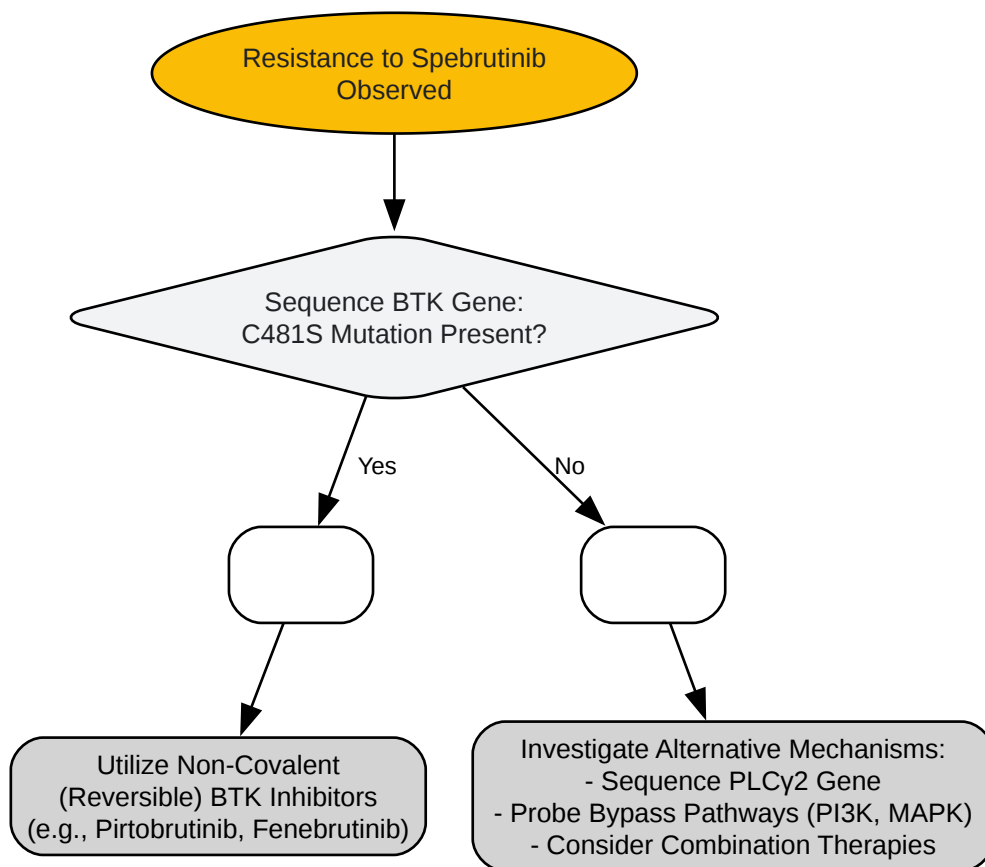 Resistance to Spebrutinib
Observed
Sequence BTK Gene:
C481S Mutation Present?
Yes
No
Utilize Non-Covalent
(Reversible) BTK Inhibitors
(e.g., Pirtobrutinib, Fenebrutinib)
Investigate Alternative Mechanisms:
- Sequence PLCγ2 Gene
- Probe Bypass Pathways (PI3K, MAPK)
- Consider Combination Therapies